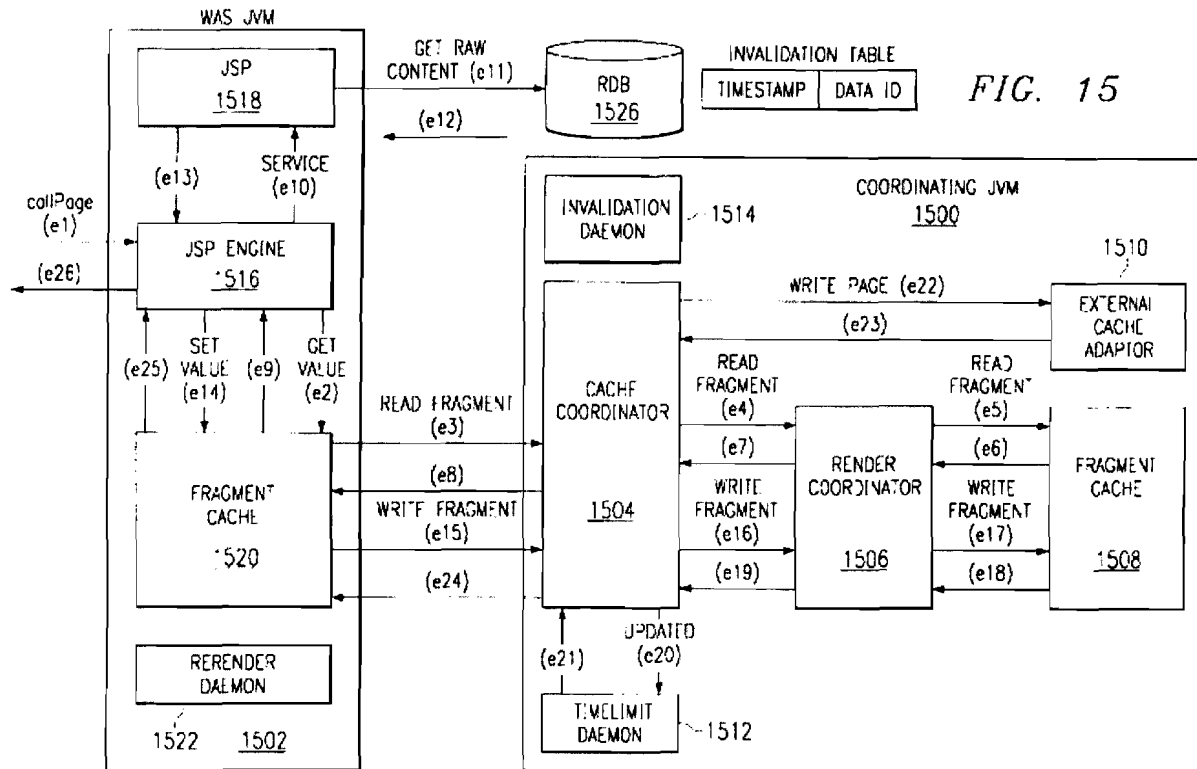 WAS JVM
JSP
1518
GET RAW
CONTENT (e11)
(e12)
RDB
1526
INVALIDATION TABLE
TIMESTAMP
DATA ID
FIG. 15
(e13)
SERVICE
(e10)
callPage
(e1)
(e26)
JSP ENGINE
1516
(e25)
SET
VALUE
(e14)
(e9)
GET
VALUE
(e2)
FRAGMENT
CACHE
1520
RERENDER
DAEMON
1522
1502
READ FRAGMENT
(e3)
(e8)
WRITE FRAGMENT
(e15)
(e24)
COORDINATING JVM
1500
INVALIDATION
DAEMON
1514
CACHE
COORDINATOR
1504
WRITE PAGE (e22)
(e23)
1510
EXTERNAL
CACHE
ADAPTOR
READ
FRAGMENT
(e4)
(e7)
WRITE
FRAGMENT
(e16)
(e19)
RENDER
COORDINATOR
1506
READ
FRAGMENT
(e5)
(e6)
WRITE
FRAGMENT
(e17)
(e18)
FRAGMENT
CACHE
1508
(e21)
UPDATED
(e20)
TIMELIMIT
DAEMON
1512